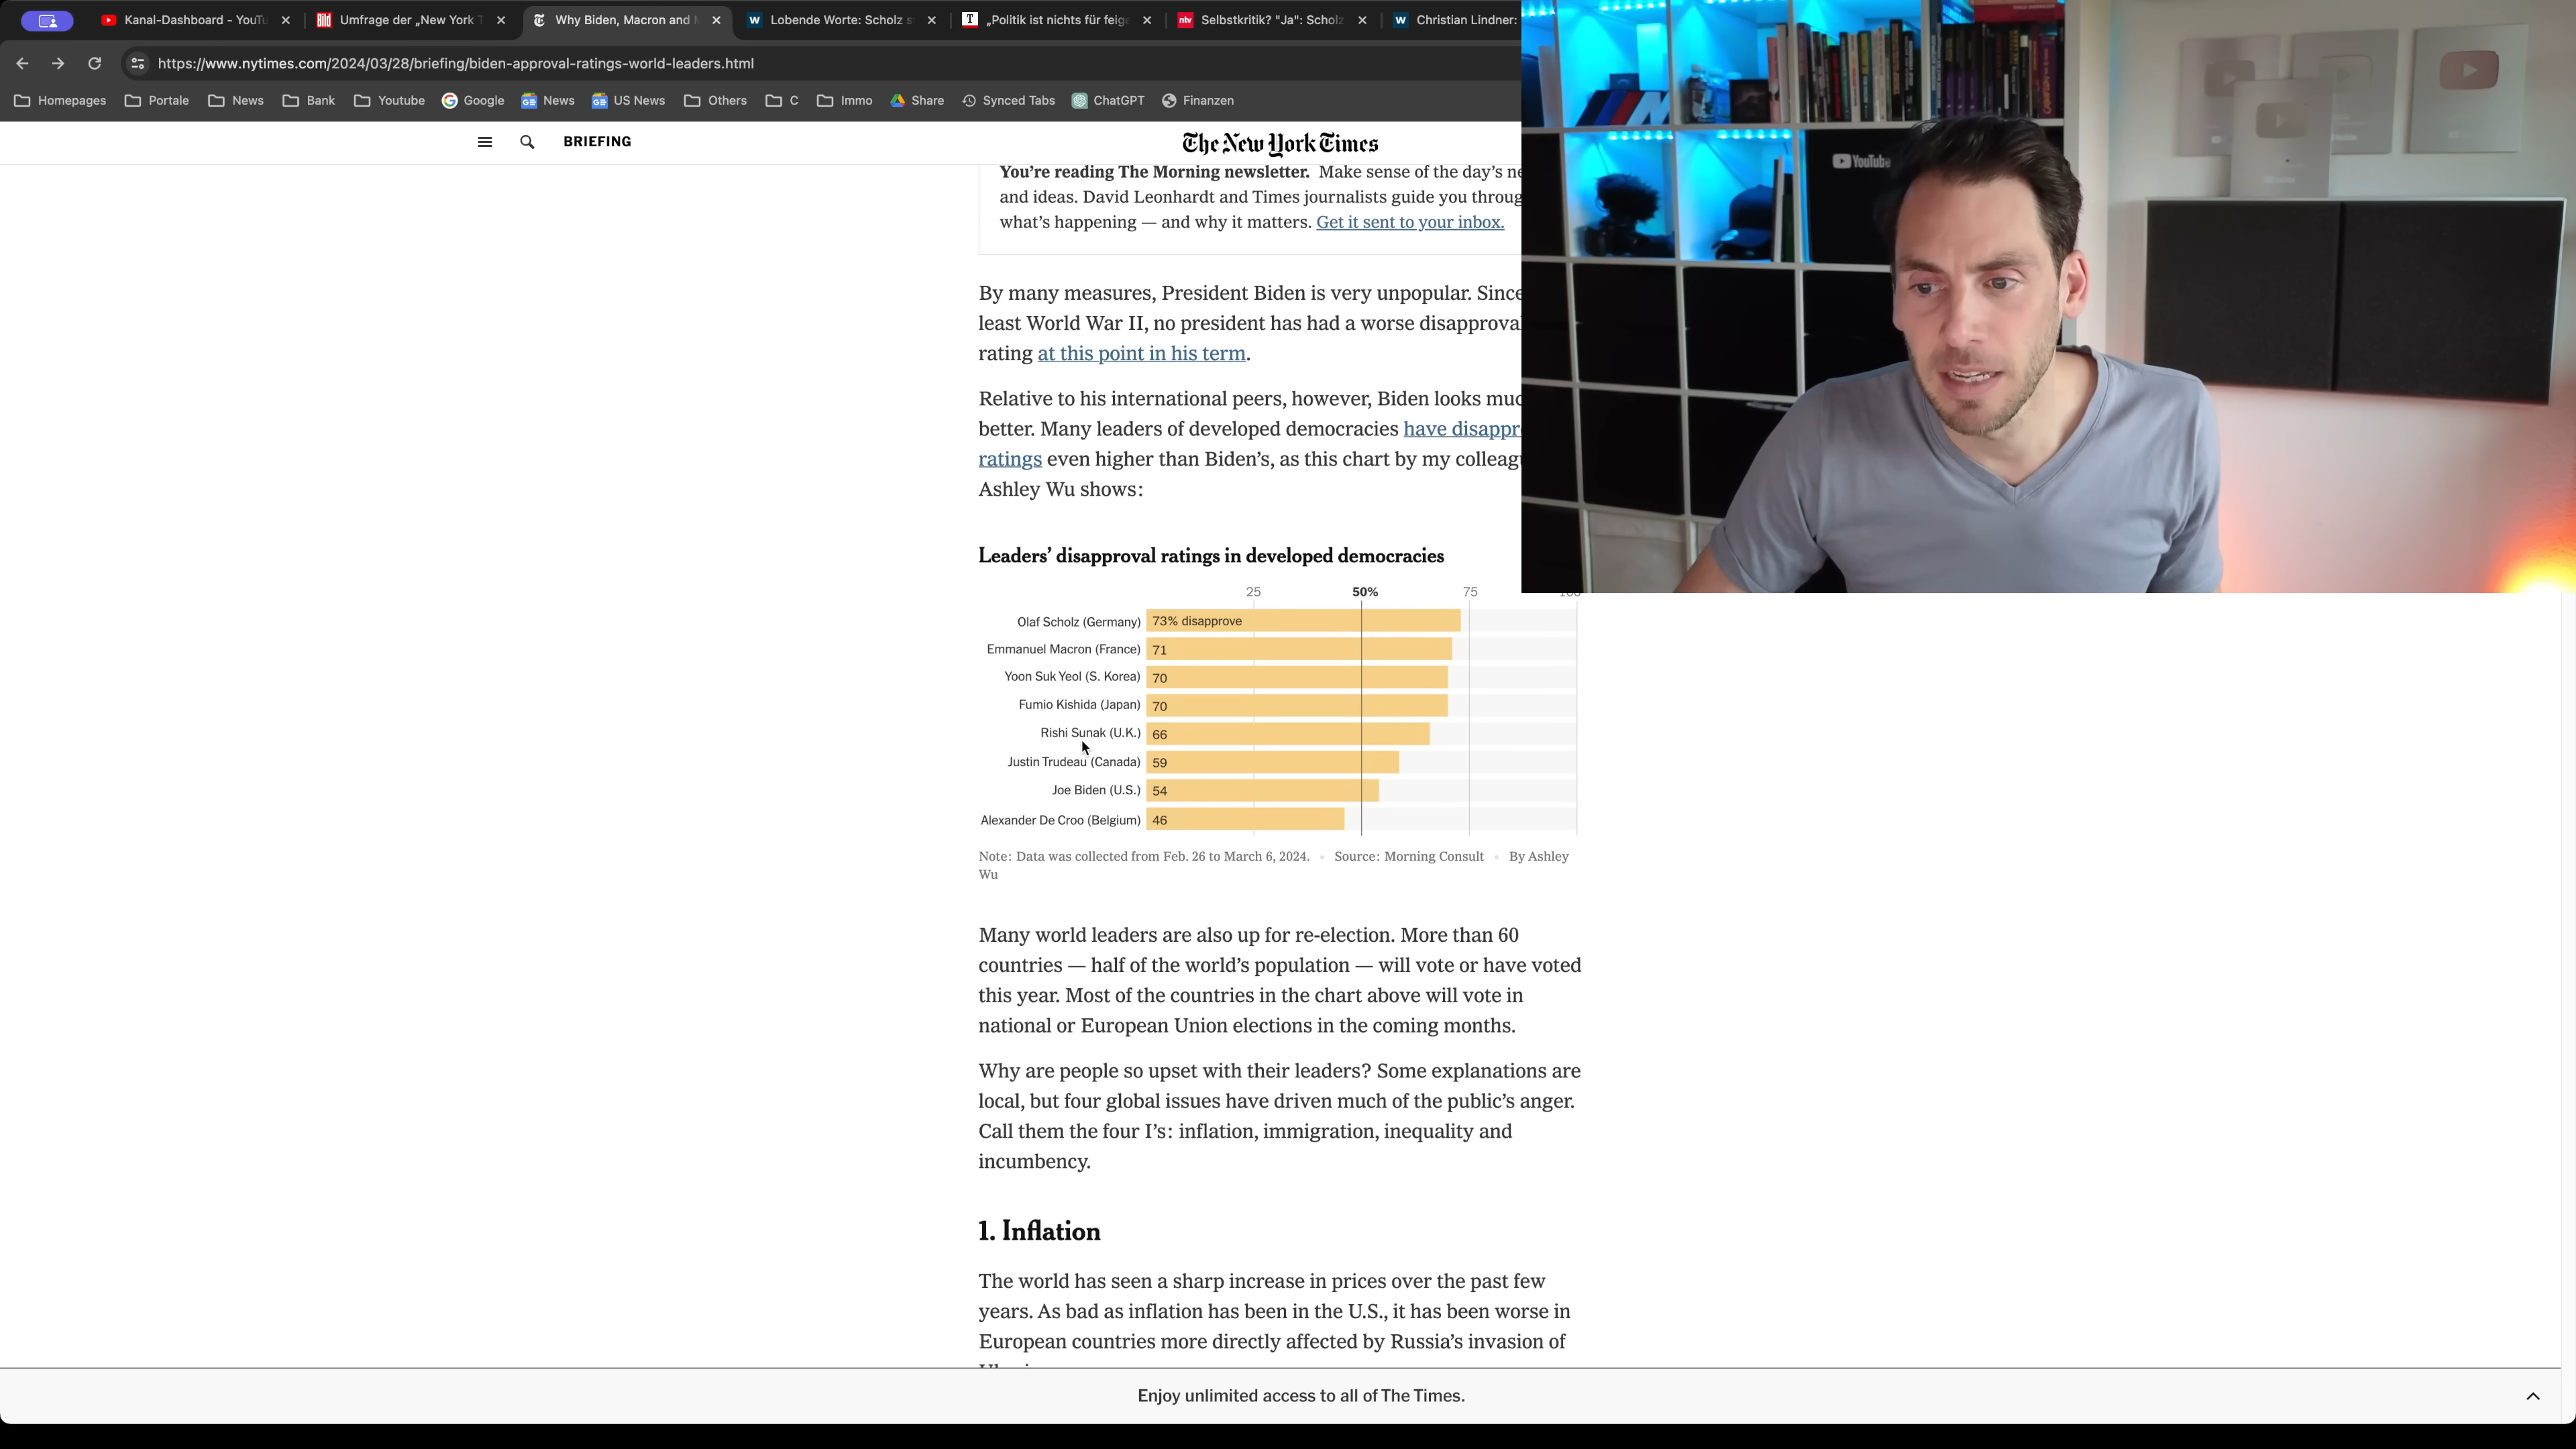 Kanal-Dashboard - YouTu
Umfrage der „New York T
Why Biden, Macron and M
Lobende Worte: Scholz s
„Politik ist nichts für feige
Selbstkritik? "Ja": Scholz
Christian Lindner:
https://www.nytimes.com/2024/03/28/briefing/biden-approval-ratings-world-leaders.html
Homepages Portale News Bank Youtube Google News US News Others C Immo Share Synced Tabs ChatGPT Finanzen
BRIEFING
The New York Times
You’re reading The Morning newsletter. Make sense of the day’s ne
and ideas. David Leonhardt and Times journalists guide you throug
what’s happening — and why it matters. Get it sent to your inbox.
By many measures, President Biden is very unpopular. Since
least World War II, no president has had a worse disapproval
rating at this point in his term.
Relative to his international peers, however, Biden looks muc
better. Many leaders of developed democracies have disappr
ratings even higher than Biden’s, as this chart by my colleag
Ashley Wu shows:
Leaders’ disapproval ratings in developed democracies
25 50% 75 100
Olaf Scholz (Germany) 73% disapprove
Emmanuel Macron (France) 71
Yoon Suk Yeol (S. Korea) 70
Fumio Kishida (Japan) 70
Rishi Sunak (U.K.) 66
Justin Trudeau (Canada) 59
Joe Biden (U.S.) 54
Alexander De Croo (Belgium) 46
Note: Data was collected from Feb. 26 to March 6, 2024. • Source: Morning Consult • By Ashley
Wu
Many world leaders are also up for re-election. More than 60
countries — half of the world’s population — will vote or have voted
this year. Most of the countries in the chart above will vote in
national or European Union elections in the coming months.
Why are people so upset with their leaders? Some explanations are
local, but four global issues have driven much of the public’s anger.
Call them the four I’s: inflation, immigration, inequality and
incumbency.
1. Inflation
The world has seen a sharp increase in prices over the past few
years. As bad as inflation has been in the U.S., it has been worse in
European countries more directly affected by Russia’s invasion of
Enjoy unlimited access to all of The Times.
YouTube